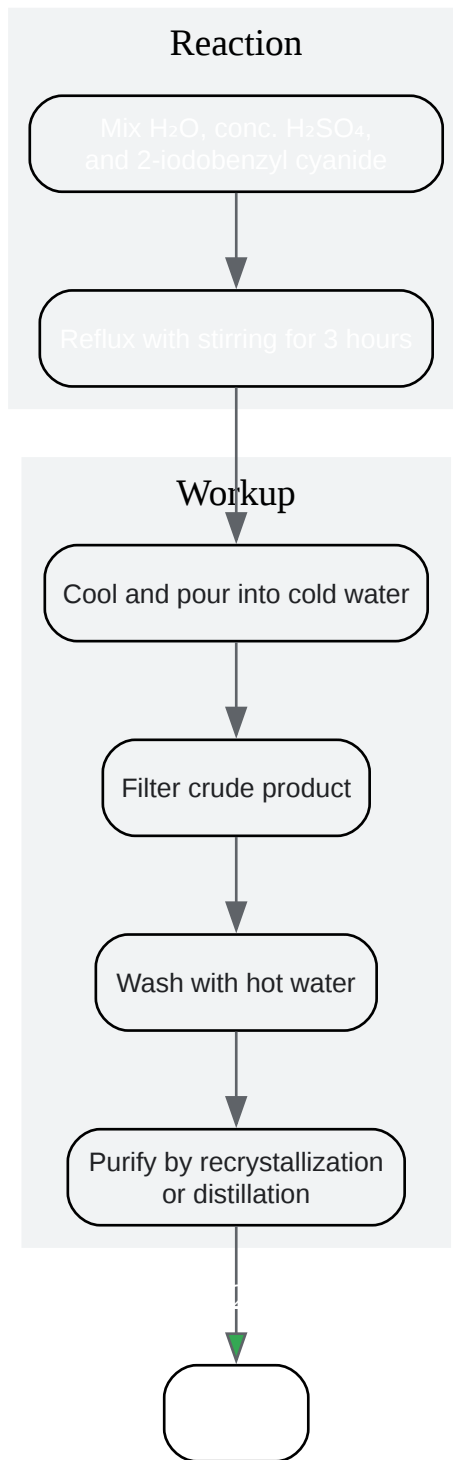 Reaction
Mix H₂O, conc. H₂SO₄,
and 2-iodobenzyl cyanide
Reflux with stirring for 3 hours
Workup
Cool and pour into cold water
Filter crude product
Wash with hot water
Purify by recrystallization
or distillation